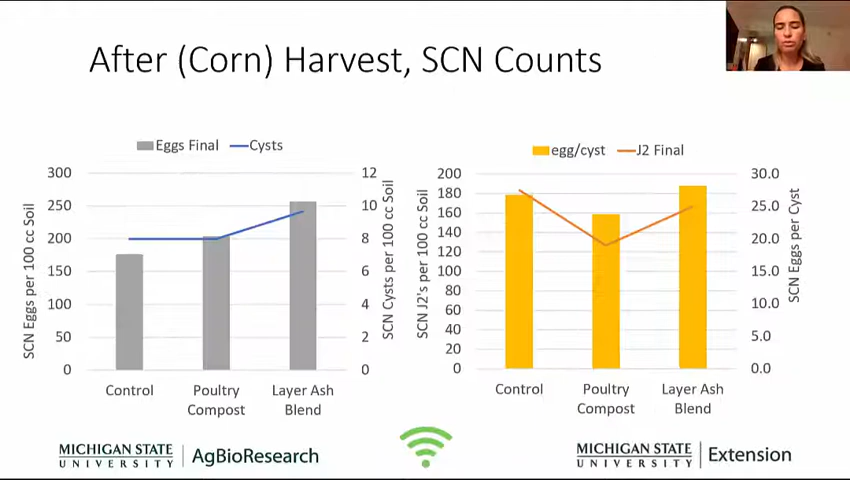 After (Corn) Harvest, SCN Counts
Eggs Final
Cysts
SCN Eggs per 100 cc Soil
300
250
200
150
100
50
0
12
10
8
6
4
2
0
SCN Cysts per 100 cc Soil
Control
Poultry
Compost
Layer Ash
Blend
egg/cyst
J2 Final
SCN J2's per 100 cc Soil
200
180
160
140
120
100
80
60
40
20
0
30.0
25.0
20.0
15.0
10.0
5.0
0.0
SCN Eggs per Cyst
Control
Poultry
Compost
Layer Ash
Blend
MICHIGAN STATE
UNIVERSITY
AgBioResearch
MICHIGAN STATE
UNIVERSITY
Extension